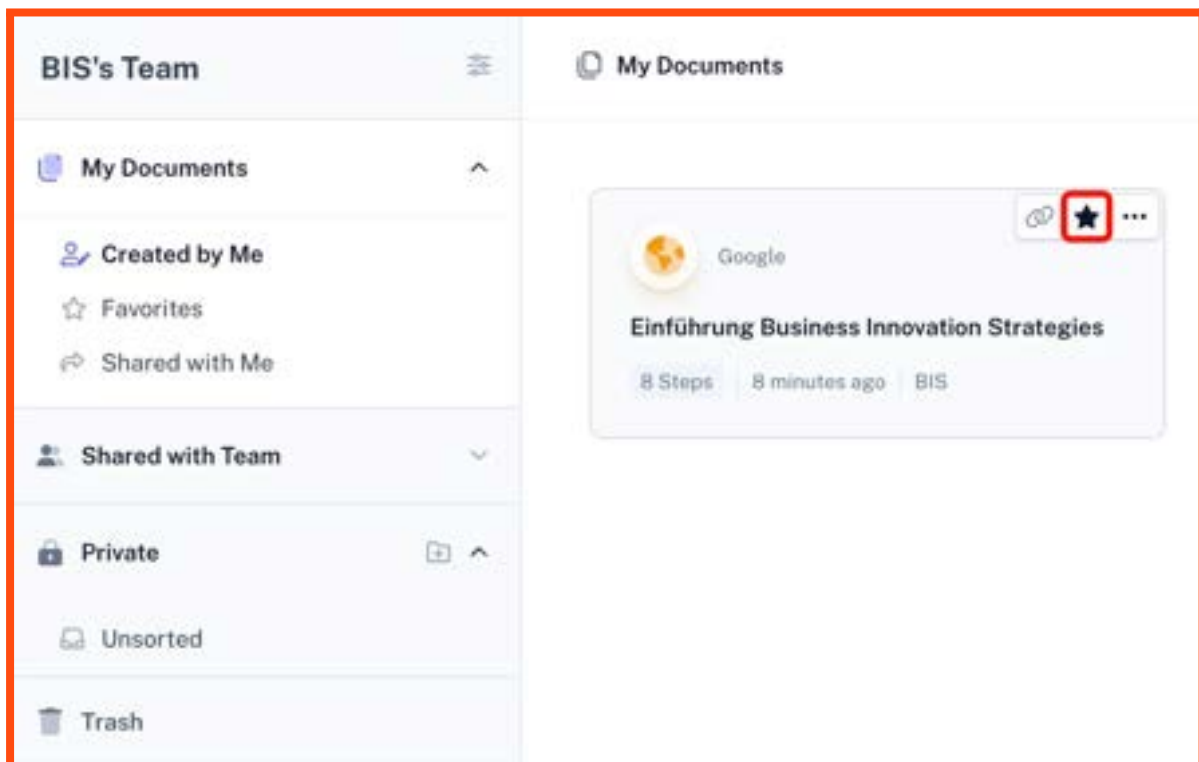 BIS's Team
My Documents
Created by Me
Favorites
Shared with Me
Shared with Team
Private
Unsorted
Trash
My Documents
Google
Einführung Business Innovation Strategies
8 Steps 8 minutes ago BIS